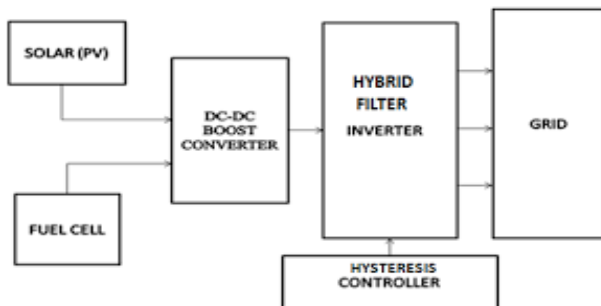 SOLAR (PV)
FUEL CELL
DC-DC
BOOST
CONVERTER
HYBRID
FILTER
INVERTER
HYSTERESIS
CONTROLLER
GRID